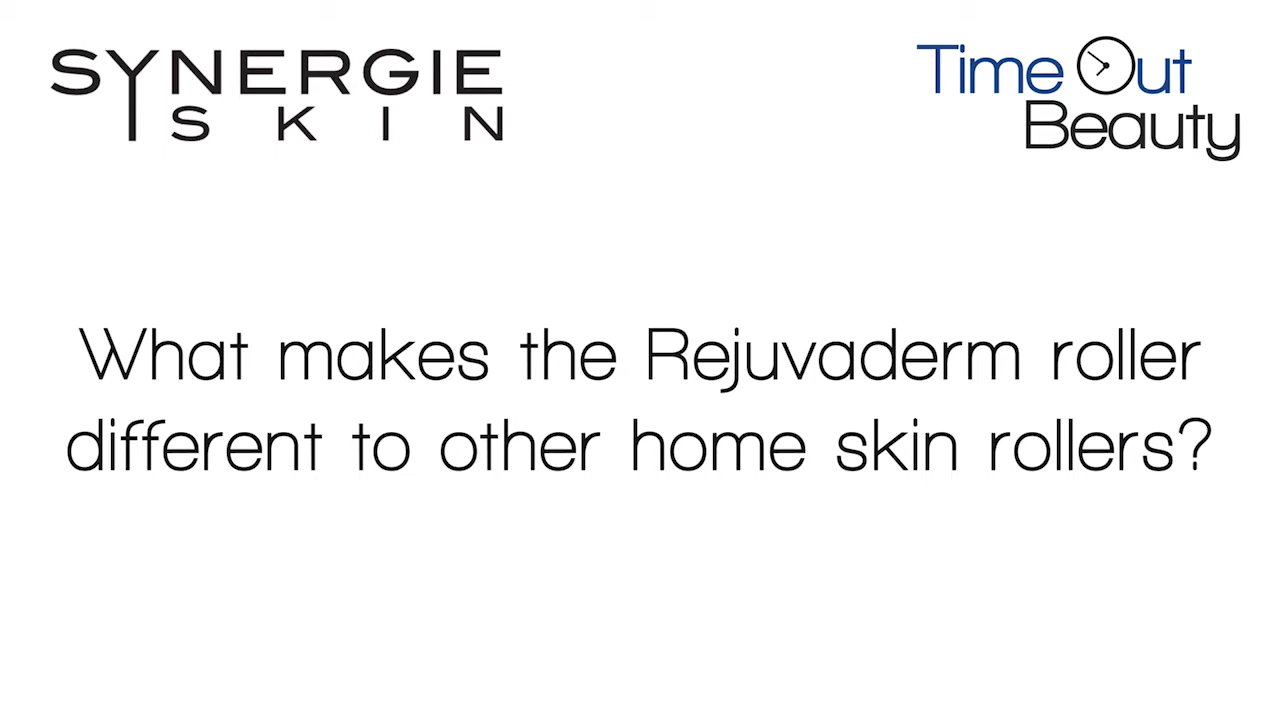 SYNERGIE
SKIN
Time Out
Beauty
What makes the Rejuvaderm roller
different to other home skin rollers?